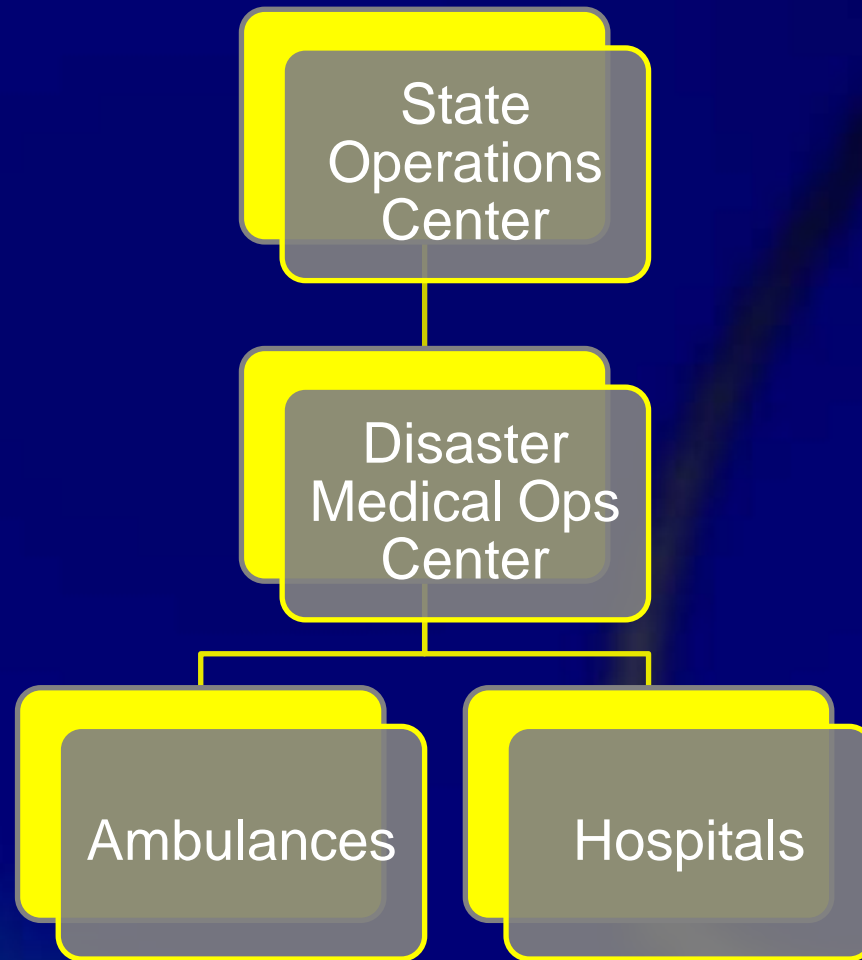 State
Operations
Center
Disaster
Medical Ops
Center
Ambulances
Hospitals